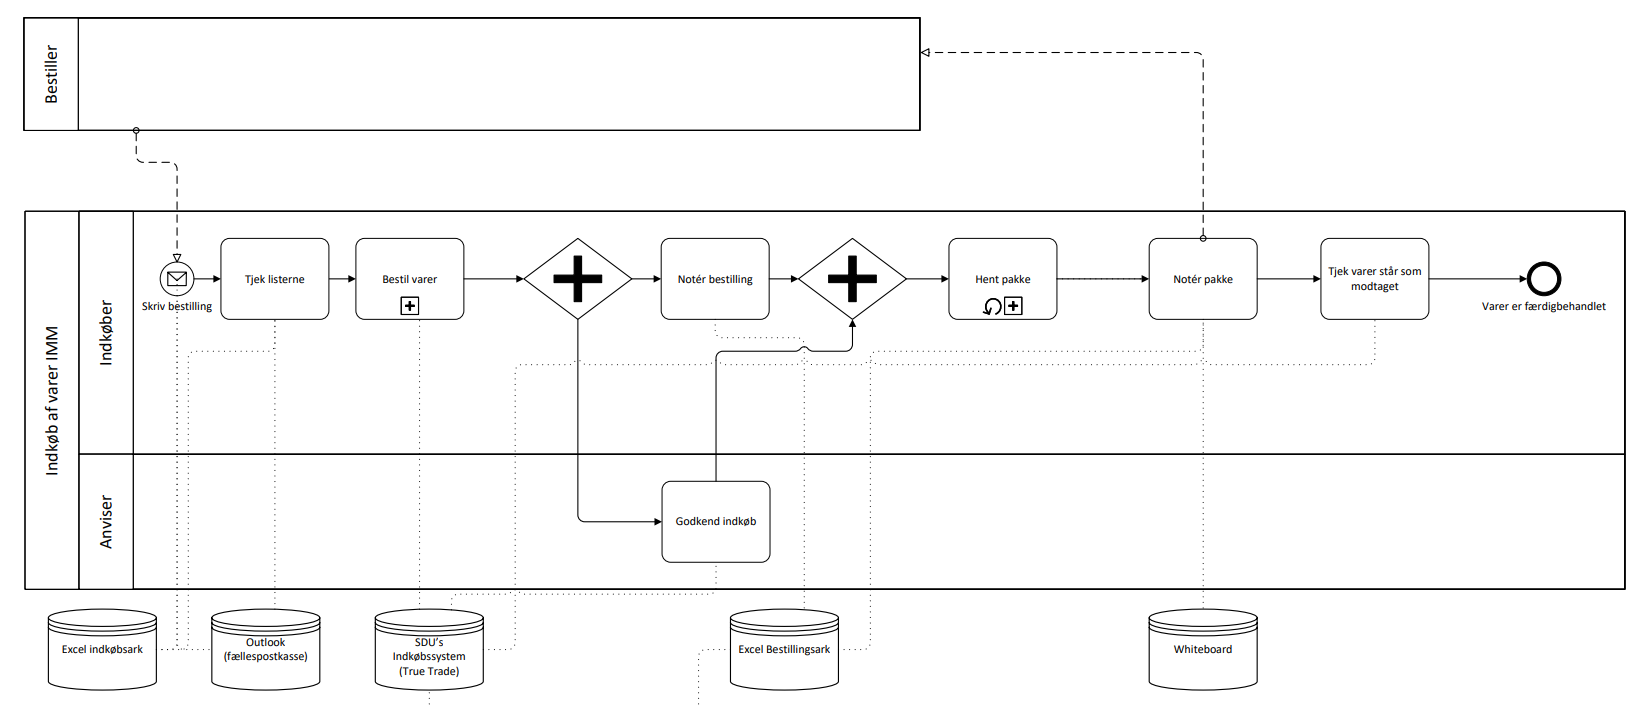 Bestiller
Indkøb af varer IMM
Indkøber
Skriv bestilling
Tjek listerne
Bestil varer
Notér bestilling
Hent pakke
Notér pakke
Tjek varer står som
modtaget
Varer er færdigbehandlet
Anviser
Godkend indkøb
Excel indkøbsark
Outlook
(fællespostkasse)
SDU's
Indkøbssystem
(True Trade)
Excel Bestillingsark
Whiteboard